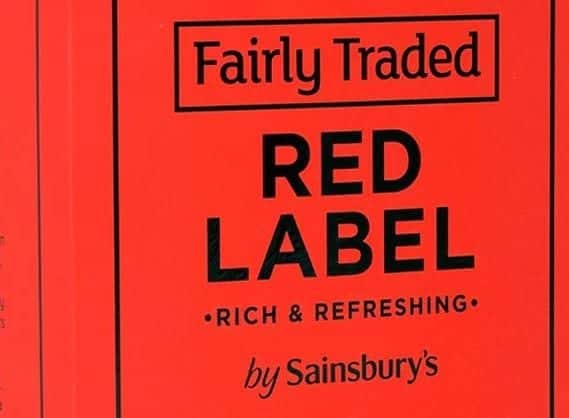 Fairly Traded
RED
LABEL
•RICH & REFRESHING•
by Sainsbury's